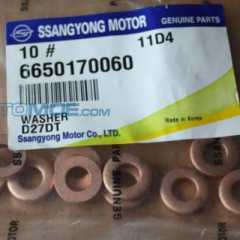 SSANGYONG MOTOR GENUINE PARTS
10 # 11D4
6650170060
WASHER
D27DT
Ssangyong Motor Co., LTD. Made in Korea